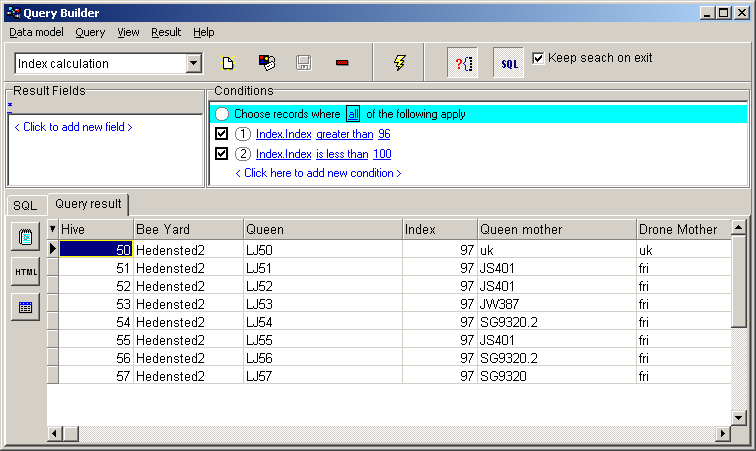 Query Builder
Data model Query View Result Help
Index calculation ?{} SQL Keep seach on exit
Result Fields
*
< Click to add new field >
Conditions
Choose records where all of the following apply
1 Index.Index greater than 96
2 Index.Index is less than 100
< Click here to add new condition >
SQL Query result
Hive Bee Yard Queen Index Queen mother Drone Mother
50 Hedensted2 LJ50 97 uk uk
51 Hedensted2 LJ51 97 JS401 fri
52 Hedensted2 LJ52 97 JS401 fri
53 Hedensted2 LJ53 97 JW387 fri
54 Hedensted2 LJ54 97 SG9320.2 fri
55 Hedensted2 LJ55 97 JS401 fri
56 Hedensted2 LJ56 97 SG9320.2 fri
57 Hedensted2 LJ57 97 SG9320 fri
HTML